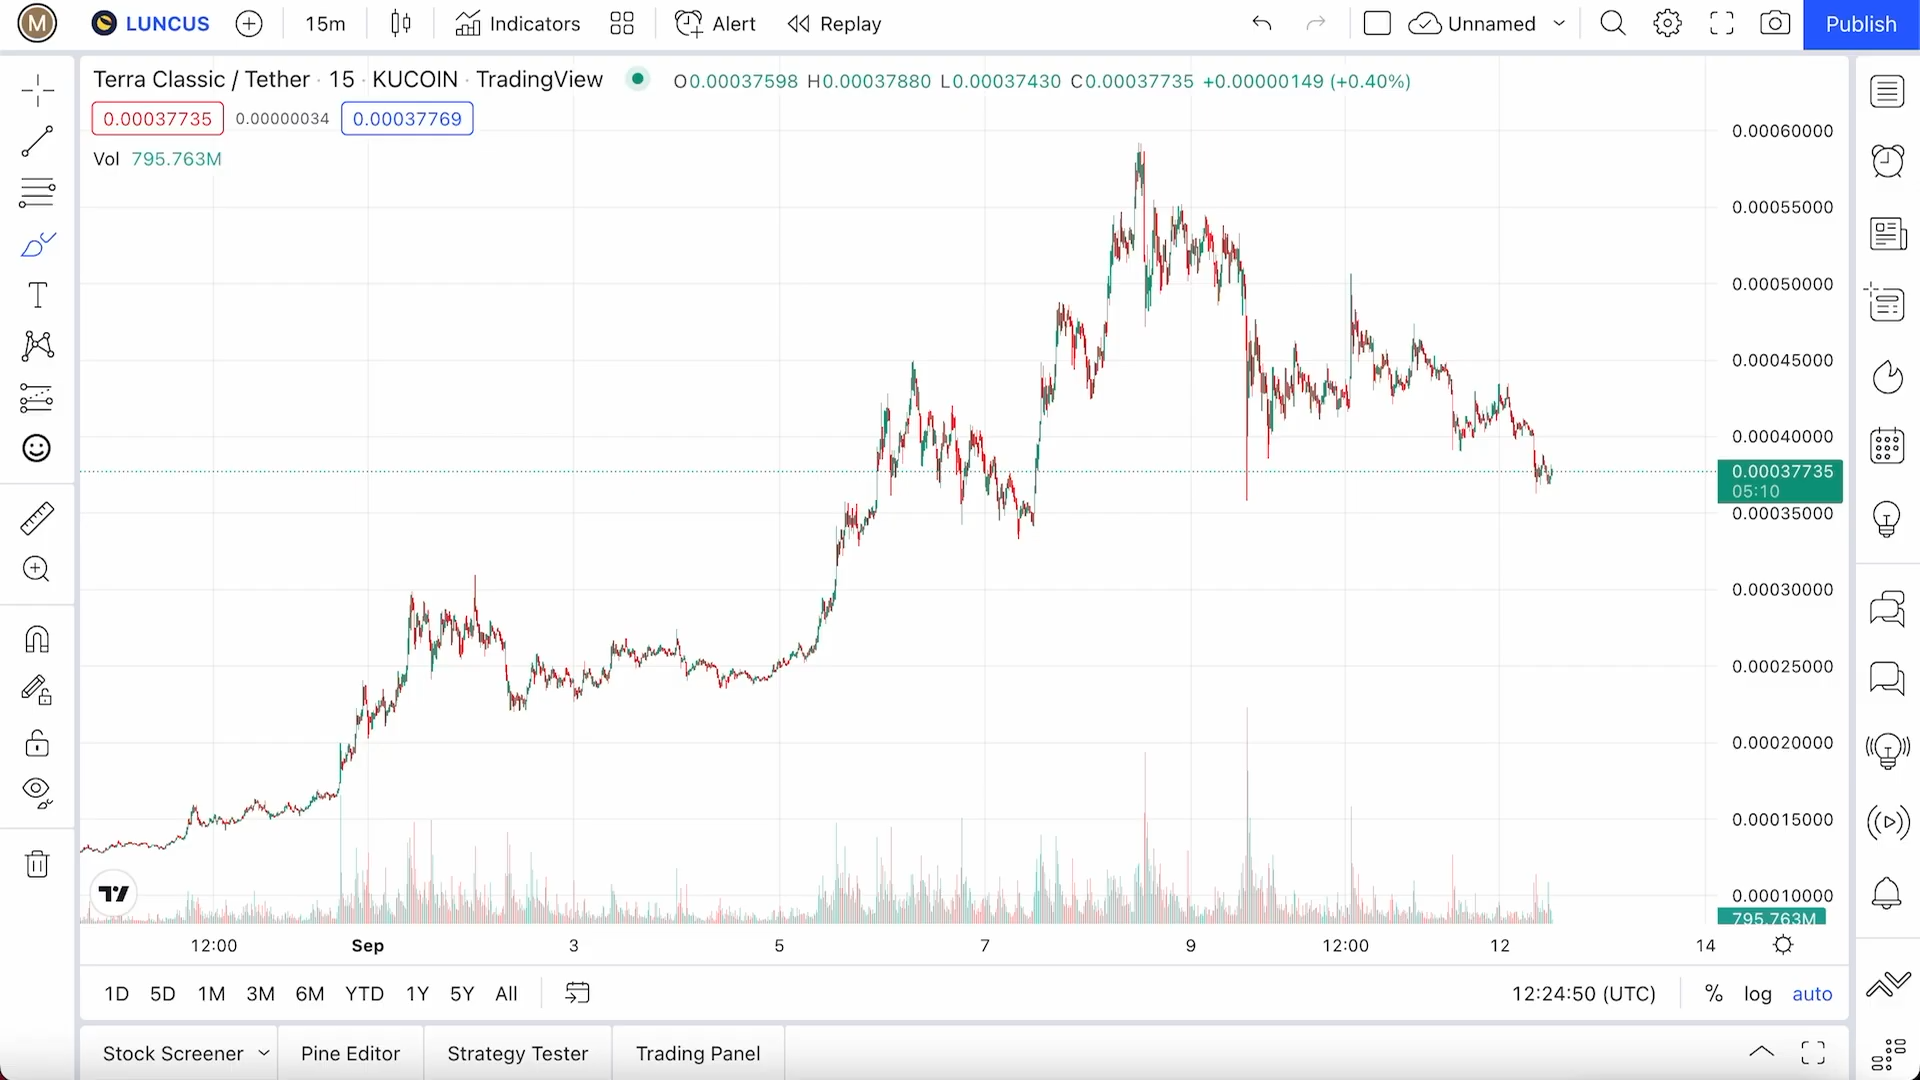 M LUNCUS 15m Indicators Alert Replay Unnamed Publish
Terra Classic / Tether · 15 · KUCOIN · TradingView O0.00037598 H0.00037880 L0.00037430 C0.00037735 +0.00000149 (+0.40%)
0.00037735 0.00000034 0.00037769
Vol 795.763M
0.00060000
0.00055000
0.00050000
0.00045000
0.00040000
0.00037735
05:10
0.00035000
0.00030000
0.00025000
0.00020000
0.00015000
0.00010000
795.763M
12:00 Sep 3 5 7 9 12:00 12 14
1D 5D 1M 3M 6M YTD 1Y 5Y All 12:24:50 (UTC) % log auto
Stock Screener Pine Editor Strategy Tester Trading Panel